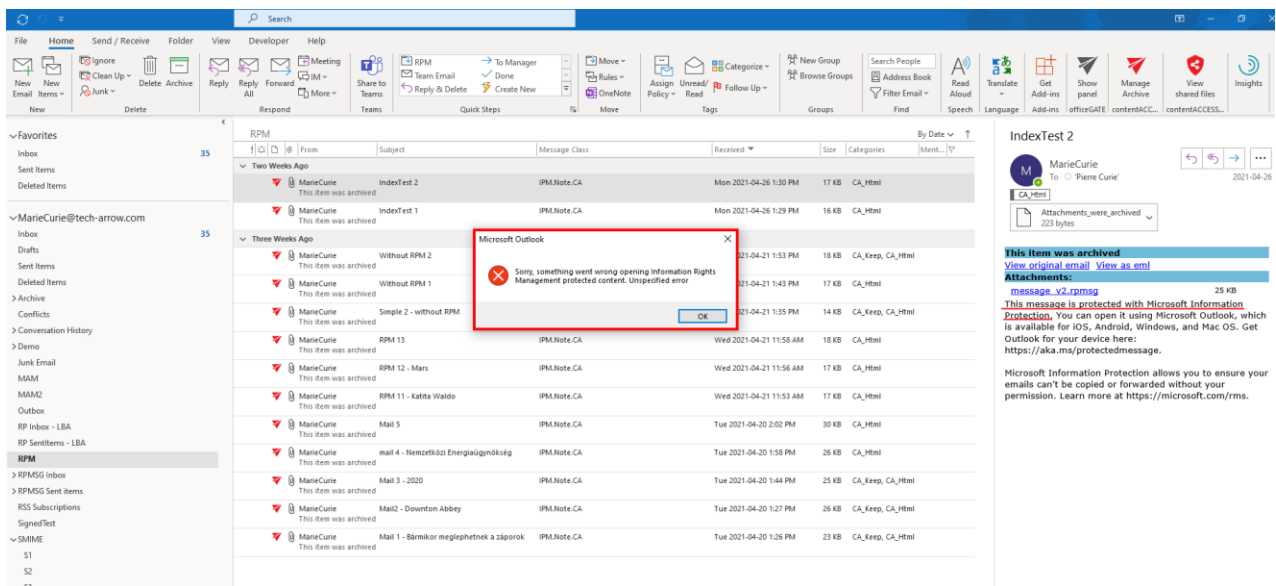 Search
File Home Send / Receive Folder View Developer Help
New Email New Items
Ignore
Clean Up
Junk
Delete Archive
Reply Reply All Forward
Meeting
IM
More
Share to Teams
RPM
Team Email
Reply & Delete
To Manager
Done
Create New
Move
Rules
OneNote
Assign Policy Unread/ Read
Categorize
Follow Up
New Group
Browse Groups
Search People
Address Book
Filter Email
Read Aloud
Translate
Get Add-ins
Show panel
Manage Archive
View shared files
Insights
New Delete Respond Teams Quick Steps Move Tags Groups Find Speech Language Add-ins officeGATE contentACC... contentACCESS...
Favorites
Inbox 35
Sent Items
Deleted Items
MarieCurie@tech-arrow.com
Inbox 35
Drafts
Sent Items
Deleted Items
Archive
Conflicts
Conversation History
Demo
Junk Email
MAM
MAM2
Outbox
RP Inbox - LBA
RP SentItems - LBA
RPM
RPMSG Inbox
RPMSG Sent items
RSS Subscriptions
SignedTest
SMIME
S1
S2
RPM By Date
From Subject Message Class Received Size Categories Ment...
Two Weeks Ago
MarieCurie IndexTest 2 IPM.Note.CA Mon 2021-04-26 1:30 PM 17 KB CA_Html
This item was archived
MarieCurie IndexTest 1 IPM.Note.CA Mon 2021-04-26 1:29 PM 16 KB CA_Html
This item was archived
Three Weeks Ago
MarieCurie Without RPM 2 021-04-21 1:53 PM 18 KB CA_Keep, CA_Html
This item was archived
MarieCurie Without RPM 1 021-04-21 1:43 PM 17 KB CA_Html
This item was archived
MarieCurie Simple 2 - without RPM 021-04-21 1:35 PM 14 KB CA_Keep, CA_Html
This item was archived
MarieCurie RPM 13 IPM.Note.CA Wed 2021-04-21 11:58 AM 18 KB CA_Html
This item was archived
MarieCurie RPM 12 - Mars IPM.Note.CA Wed 2021-04-21 11:56 AM 17 KB CA_Html
This item was archived
MarieCurie RPM 11 - Katita Waldo IPM.Note.CA Wed 2021-04-21 11:53 AM 17 KB CA_Html
This item was archived
MarieCurie Mail 5 IPM.Note.CA Tue 2021-04-20 2:02 PM 30 KB CA_Html
This item was archived
MarieCurie mail 4 - Nemzetközi Energiaügynökség IPM.Note.CA Tue 2021-04-20 1:58 PM 26 KB CA_Html
This item was archived
MarieCurie Mail 3 - 2020 IPM.Note.CA Tue 2021-04-20 1:44 PM 25 KB CA_Keep, CA_Html
This item was archived
MarieCurie Mail2 - Downton Abbey IPM.Note.CA Tue 2021-04-20 1:27 PM 26 KB CA_Keep, CA_Html
This item was archived
MarieCurie Mail 1 - Bármikor meglephetnek a záporok IPM.Note.CA Tue 2021-04-20 1:26 PM 23 KB CA_Keep, CA_Html
This item was archived
Microsoft Outlook
Sorry, something went wrong opening Information Rights
Management protected content. Unspecified error
OK
IndexTest 2
M
MarieCurie
To 'Pierre Curie' 2021-04-26
CA_Html
Attachments_were_archived
223 bytes
This item was archived
View original email View as eml
Attachments:
message_v2.rpmsg 25 KB
This message is protected with Microsoft Information
Protection. You can open it using Microsoft Outlook, which
is available for iOS, Android, Windows, and Mac OS. Get
Outlook for your device here:
https://aka.ms/protectedmessage.
Microsoft Information Protection allows you to ensure your
emails can't be copied or forwarded without your
permission. Learn more at https://microsoft.com/rms.